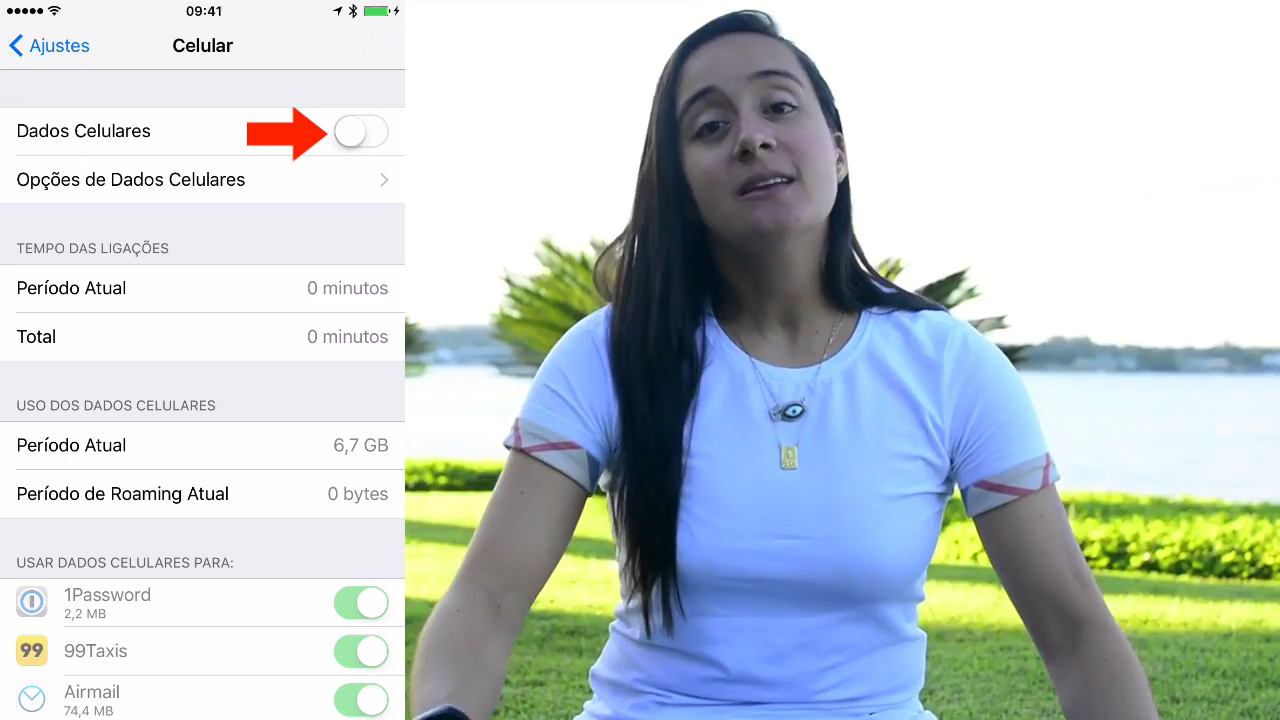 09:41
Ajustes
Celular
Dados Celulares
Opções de Dados Celulares
TEMPO DAS LIGAÇÕES
Período Atual 0 minutos
Total 0 minutos
USO DOS DADOS CELULARES
Período Atual 6,7 GB
Período de Roaming Atual 0 bytes
USAR DADOS CELULARES PARA:
1Password
2,2 MB
99
99Taxis
Airmail
74,4 MB